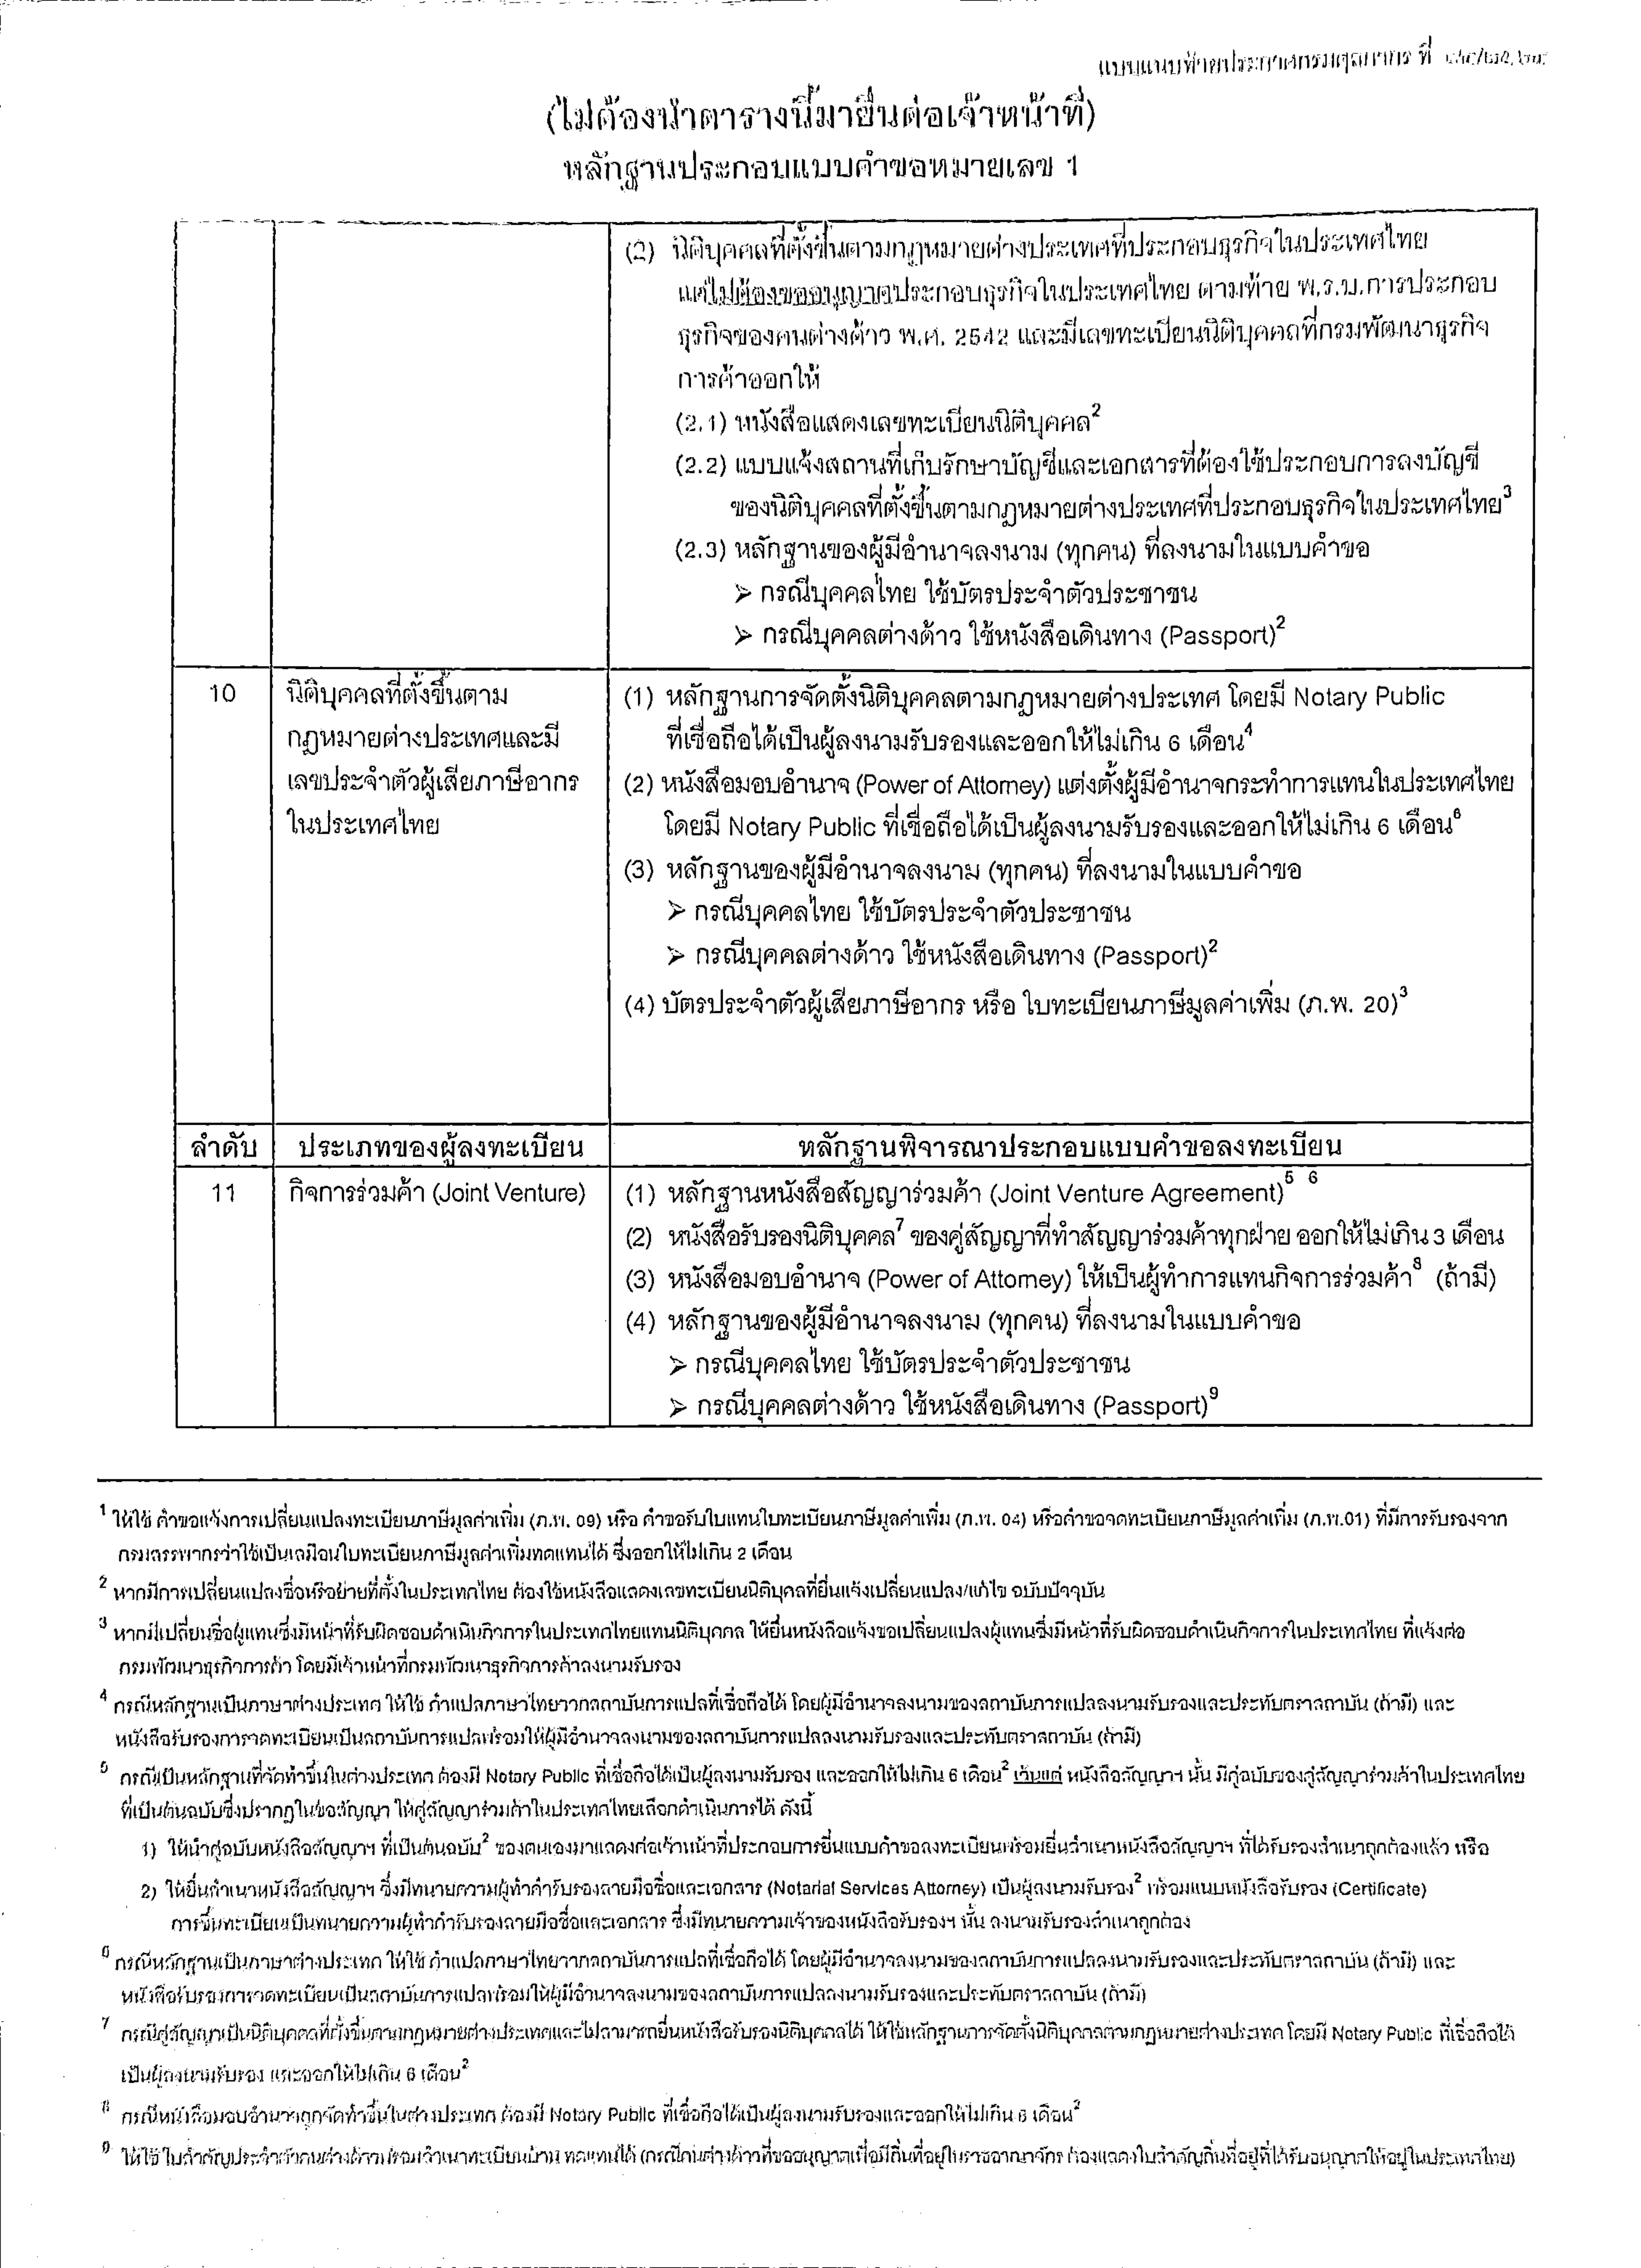 แบบแนบท้ายประกาศกรมศุลกากร ที่
(ไม่ต้องนำตารางนี้มายื่นต่อเจ้าหน้าที่)
หลักฐานประกอบแบบคำขอหมายเลข 1
(2) นิติบุคคลที่ตั้งขึ้นตามกฎหมายต่างประเทศที่ประกอบธุรกิจในประเทศไทย
แต่ไม่ต้องขออนุญาตประกอบธุรกิจในประเทศไทย ตามท้าย พ.ร.บ.การประกอบ
ธุรกิจของคนต่างด้าว พ.ศ. 2542 และมีเลขทะเบียนนิติบุคคลที่กรมพัฒนาธุรกิจ
การค้าออกให้
(2.1) หนังสือแสดงเลขทะเบียนนิติบุคคล2
(2.2) แบบแจ้งสถานที่เก็บรักษาบัญชีและเอกสารที่ต้องใช้ประกอบการลงบัญชี
ของนิติบุคคลที่ตั้งขึ้นตามกฎหมายต่างประเทศที่ประกอบธุรกิจในประเทศไทย3
(2.3) หลักฐานของผู้มีอำนาจลงนาม (ทุกคน) ที่ลงนามในแบบคำขอ
➢ กรณีบุคคลไทย ใช้บัตรประจำตัวประชาชน
➢ กรณีบุคคลต่างด้าว ใช้หนังสือเดินทาง (Passport)2
10
นิติบุคคลที่ตั้งขึ้นตาม
กฎหมายต่างประเทศและมี
เลขประจำตัวผู้เสียภาษีอากร
ในประเทศไทย
(1) หลักฐานการจัดตั้งนิติบุคคลตามกฎหมายต่างประเทศ โดยมี Notary Public
ที่เชื่อถือได้เป็นผู้ลงนามรับรองและออกให้ไม่เกิน 6 เดือน4
(2) หนังสือมอบอำนาจ (Power of Attorney) แต่งตั้งผู้มีอำนาจกระทำการแทนในประเทศไทย
โดยมี Notary Public ที่เชื่อถือได้เป็นผู้ลงนามรับรองและออกให้ไม่เกิน 6 เดือน6
(3) หลักฐานของผู้มีอำนาจลงนาม (ทุกคน) ที่ลงนามในแบบคำขอ
➢ กรณีบุคคลไทย ใช้บัตรประจำตัวประชาชน
➢ กรณีบุคคลต่างด้าว ใช้หนังสือเดินทาง (Passport)2
(4) บัตรประจำตัวผู้เสียภาษีอากร หรือ ใบทะเบียนภาษีมูลค่าเพิ่ม (ภ.พ. 20)3
ลำดับ ประเภทของผู้ลงทะเบียน หลักฐานพิจารณาประกอบแบบคำขอลงทะเบียน
11
กิจการร่วมค้า (Joint Venture)
(1) หลักฐานหนังสือสัญญาร่วมค้า (Joint Venture Agreement)5 6
(2) หนังสือรับรองนิติบุคคล7 ของคู่สัญญาที่ทำสัญญาร่วมค้าทุกฝ่าย ออกให้ไม่เกิน 3 เดือน
(3) หนังสือมอบอำนาจ (Power of Attorney) ให้เป็นผู้ทำการแทนกิจการร่วมค้า8 (ถ้ามี)
(4) หลักฐานของผู้มีอำนาจลงนาม (ทุกคน) ที่ลงนามในแบบคำขอ
➢ กรณีบุคคลไทย ใช้บัตรประจำตัวประชาชน
➢ กรณีบุคคลต่างด้าว ใช้หนังสือเดินทาง (Passport)9
1 ให้ใช้ คำขอแจ้งการเปลี่ยนแปลงทะเบียนภาษีมูลค่าเพิ่ม (ภ.พ. 09) หรือ คำขอรับใบแทนใบทะเบียนภาษีมูลค่าเพิ่ม (ภ.พ. 04) หรือคำขอจดทะเบียนภาษีมูลค่าเพิ่ม (ภ.พ.01) ที่มีการรับรองจาก
กรมสรรพากรว่าใช้เป็นเสมือนใบทะเบียนภาษีมูลค่าเพิ่มทดแทนได้ ซึ่งออกให้ไม่เกิน 2 เดือน
2 หากมีการเปลี่ยนแปลงชื่อหรือย้ายที่ตั้งในประเทศไทย ต้องใช้หนังสือแสดงเลขทะเบียนนิติบุคคลที่ยื่นแจ้งเปลี่ยนแปลง/แก้ไข ฉบับปัจจุบัน
3 หากมีเปลี่ยนชื่อผู้แทนซึ่งมีหน้าที่รับผิดชอบดำเนินกิจการในประเทศไทยแทนนิติบุคคล ให้ยื่นหนังสือแจ้งขอเปลี่ยนแปลงผู้แทนซึ่งมีหน้าที่รับผิดชอบดำเนินกิจการในประเทศไทย ที่แจ้งต่อ
กรมพัฒนาธุรกิจการค้า โดยมีเจ้าหน้าที่กรมพัฒนาธุรกิจการค้าลงนามรับรอง
4 กรณีหลักฐานเป็นภาษาต่างประเทศ ให้ใช้ คำแปลภาษาไทยจากสถาบันการแปลที่เชื่อถือได้ โดยผู้มีอำนาจลงนามของสถาบันการแปลลงนามรับรองและประทับตราสถาบัน (ถ้ามี) และ
หนังสือรับรองการจดทะเบียนเป็นสถาบันการแปลพร้อมให้ผู้มีอำนาจลงนามของสถาบันการแปลลงนามรับรองและประทับตราสถาบัน (ถ้ามี)
5 กรณีเป็นหลักฐานที่จัดทำขึ้นในต่างประเทศ ต้องมี Notary Public ที่เชื่อถือได้เป็นผู้ลงนามรับรอง และออกให้ไม่เกิน 6 เดือน2 เว้นแต่ หนังสือสัญญาฯ นั้น มีคู่ฉบับของคู่สัญญาร่วมค้าในประเทศไทย
ที่เป็นต้นฉบับซึ่งปรากฏในข้อสัญญา ให้คู่สัญญาร่วมค้าในประเทศไทยเลือกดำเนินการได้ ดังนี้
1) ให้นำคู่ฉบับหนังสือสัญญาฯ ที่เป็นต้นฉบับ2 ของตนเองมาแสดงต่อเจ้าหน้าที่ประกอบการยื่นแบบคำขอลงทะเบียนพร้อมยื่นสำเนาหนังสือสัญญาฯ ที่ได้รับรองสำเนาถูกต้องแล้ว หรือ
2) ให้ยื่นสำเนาหนังสือสัญญาฯ ซึ่งมีทนายความผู้ทำคำรับรองลายมือชื่อและเอกสาร (Notarial Services Attorney) เป็นผู้ลงนามรับรอง2 พร้อมแนบหนังสือรับรอง (Certificate)
การขึ้นทะเบียนเป็นทนายความผู้ทำคำรับรองลายมือชื่อและเอกสาร ซึ่งมีทนายความเจ้าของหนังสือรับรองฯ นั้น ลงนามรับรองสำเนาถูกต้อง
6 กรณีหลักฐานเป็นภาษาต่างประเทศ ให้ใช้ คำแปลภาษาไทยจากสถาบันการแปลที่เชื่อถือได้ โดยผู้มีอำนาจลงนามของสถาบันการแปลลงนามรับรองและประทับตราสถาบัน (ถ้ามี) และ
หนังสือรับรองการจดทะเบียนเป็นสถาบันการแปลพร้อมให้ผู้มีอำนาจลงนามของสถาบันการแปลลงนามรับรองและประทับตราสถาบัน (ถ้ามี)
7 กรณีคู่สัญญาเป็นนิติบุคคลที่ตั้งขึ้นตามกฎหมายต่างประเทศและไม่สามารถยื่นหนังสือรับรองนิติบุคคลได้ ให้ใช้หลักฐานการจัดตั้งนิติบุคคลตามกฎหมายต่างประเทศ โดยมี Notary Public ที่เชื่อถือได้
เป็นผู้ลงนามรับรอง และออกให้ไม่เกิน 6 เดือน2
8 กรณีหนังสือมอบอำนาจถูกจัดทำขึ้นในต่างประเทศ ต้องมี Notary Public ที่เชื่อถือได้เป็นผู้ลงนามรับรองและออกให้ไม่เกิน 6 เดือน2
9 ให้ใช้ ใบสำคัญประจำตัวคนต่างด้าวพร้อมสำเนาทะเบียนบ้าน ทดแทนได้ (กรณีคนต่างด้าวที่ขออนุญาตเพื่อมีถิ่นที่อยู่ในราชอาณาจักร ต้องแสดงใบสำคัญถิ่นที่อยู่ที่ได้รับอนุญาตให้อยู่ในประเทศไทย)